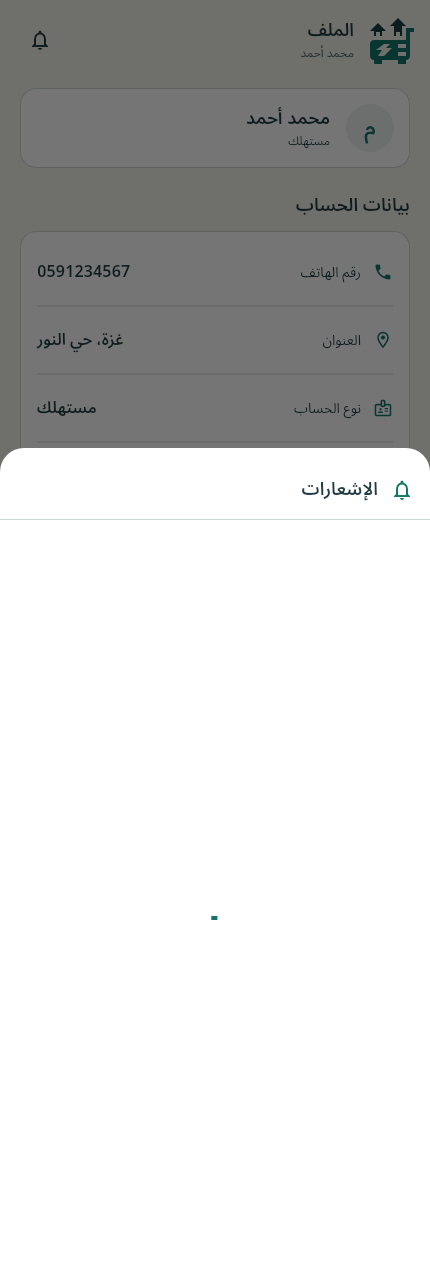 الملف
محمد أحمد
محمد أحمد
مستهلك
م
بيانات الحساب
رقم الهاتف
0591234567
العنوان
غزة، حي النور
نوع الحساب
مستهلك
الإشعارات